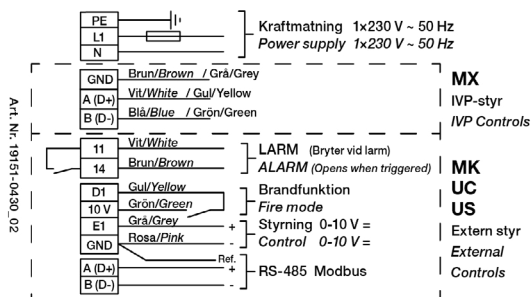 PE
L1
N
Kraftmatning 1×230 V ~ 50 Hz
Power supply 1×230 V ~ 50 Hz
GND Brun/Brown / Grå/Grey
A (D+) Vit/White / Gul/Yellow
B (D-) Blå/Blue / Grön/Green
MX
IVP-styr
IVP Controls
Art. Nr. 19151-0430_02
11 Vit/White
14 Brun/Brown
LARM (Bryter vid larm)
ALARM (Opens when triggered)
D1 Gul/Yellow
10 V Grön/Green
Brandfunktion
Fire mode
E1 Grå/Grey +
GND Rosa/Pink -
Styrning 0-10 V =
Control 0-10 V =
Ref.
A (D+) +
B (D-) -
RS-485 Modbus
MK
UC
US
Extern styr
External
Controls